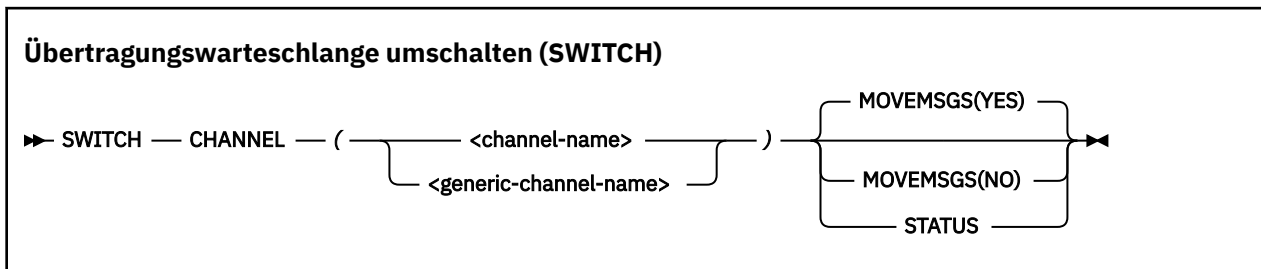 Übertragungswarteschlange umschalten (SWITCH)
MOVEMSGS(YES)
SWITCH CHANNEL ( <channel-name> )
<generic-channel-name>
MOVEMSGS(NO)
STATUS